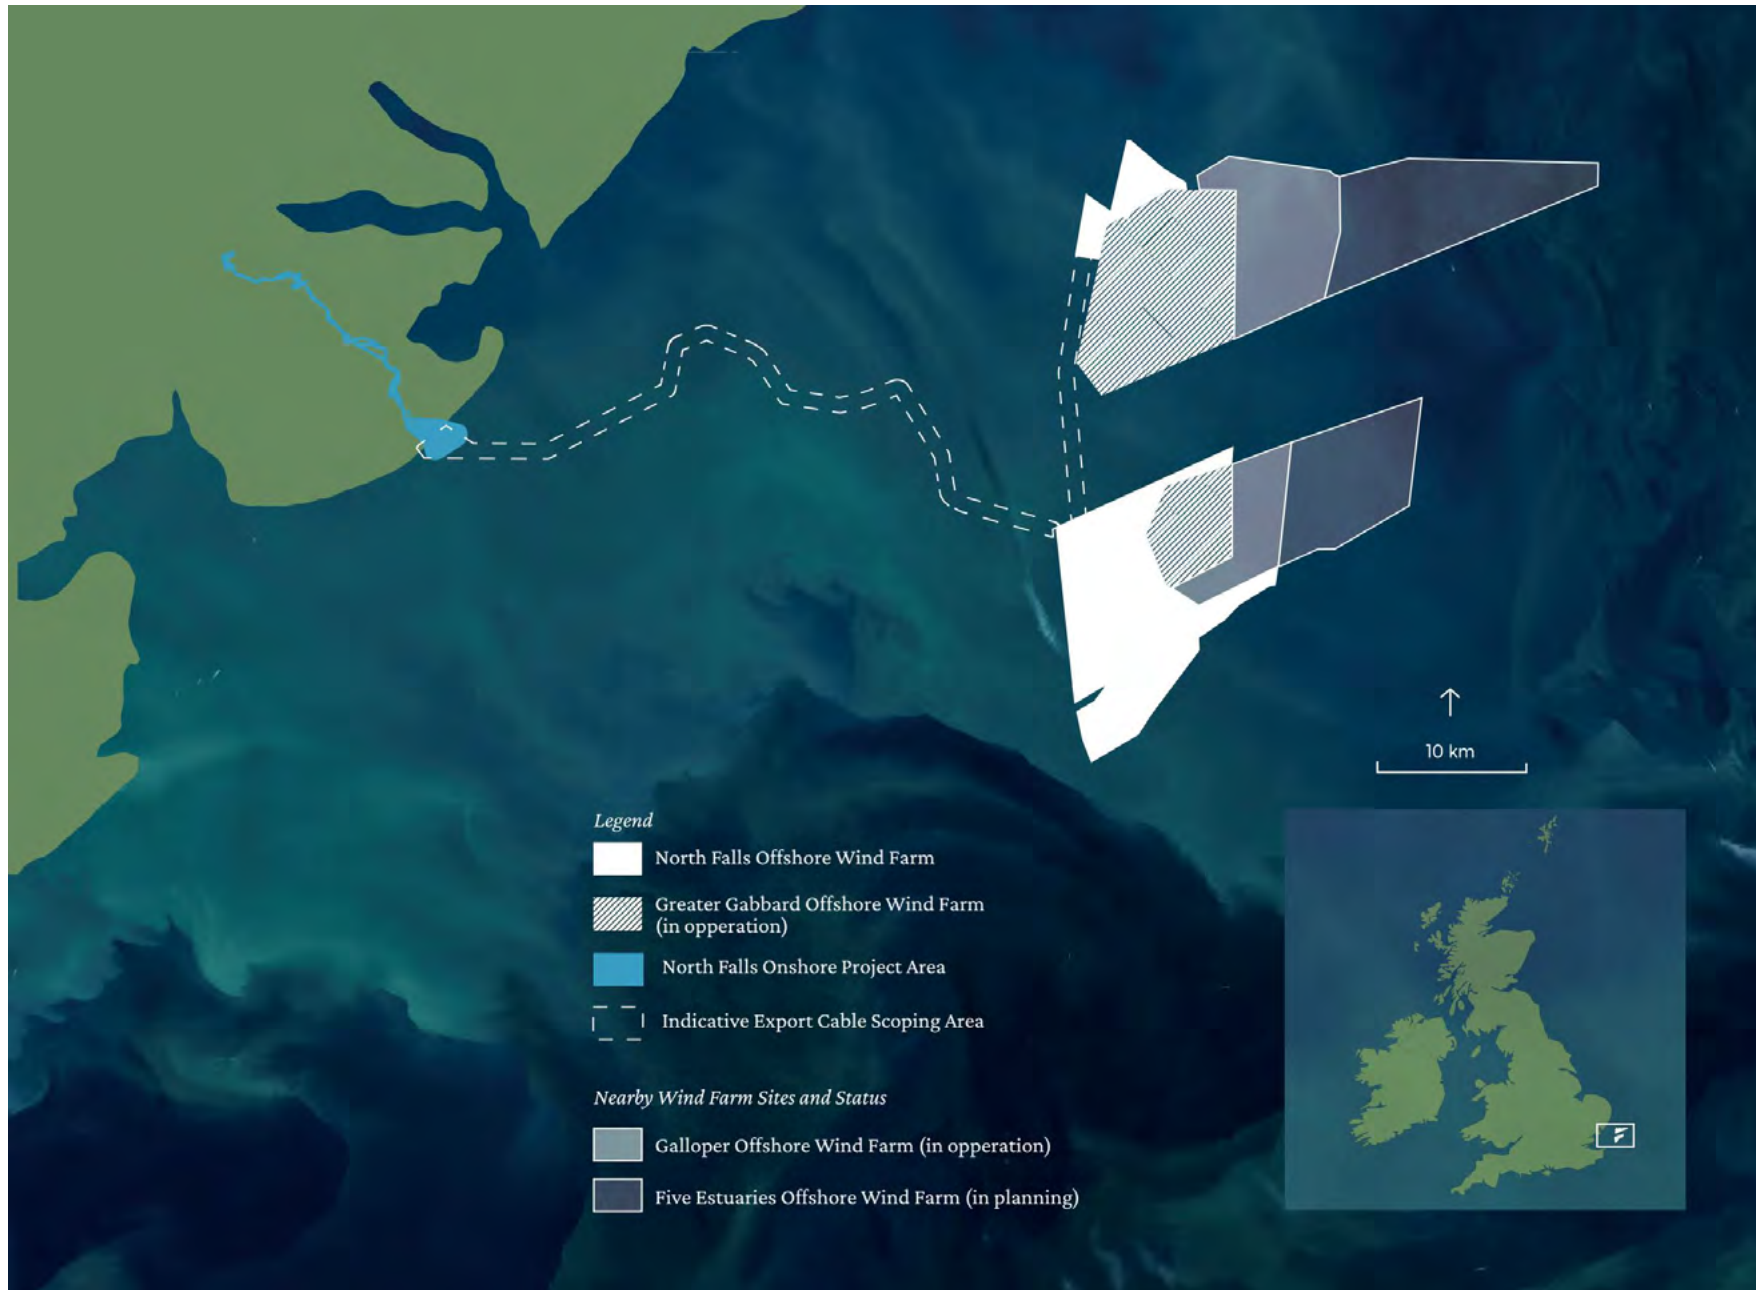 10 km
Legend
North Falls Offshore Wind Farm
Greater Gabbard Offshore Wind Farm
(in opperation)
North Falls Onshore Project Area
Indicative Export Cable Scoping Area
Nearby Wind Farm Sites and Status
Galloper Offshore Wind Farm (in opperation)
Five Estuaries Offshore Wind Farm (in planning)